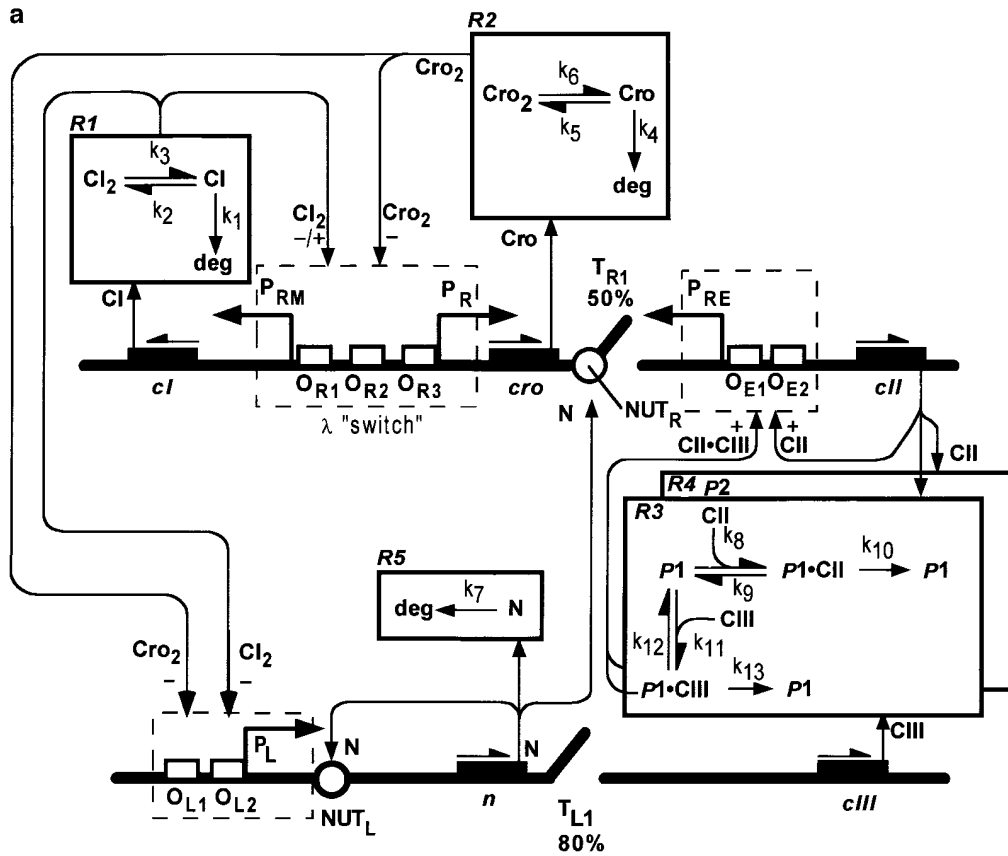 a
R2
Cro2
k6
Cro2
Cro
k5
k4
deg
R1
k3
CI2
CI
k2
k1
deg
CI2
−/+
Cro2
−
Cro
CI
PRM
PR
TR1
50%
PRE
cI
OR1
OR2
OR3
cro
NUTR
OE1
OE2
cII
λ "switch"
N
+
+
CII•CIII
CII
CII
R4
P2
R3
CII
k8
P1
P1•CII
k10
P1
k9
CIII
k12
k11
k13
P1•CIII
P1
R5
k7
deg
N
Cro2
−
CI2
−
PL
N
N
CIII
OL1
OL2
NUTL
n
TL1
80%
cIII